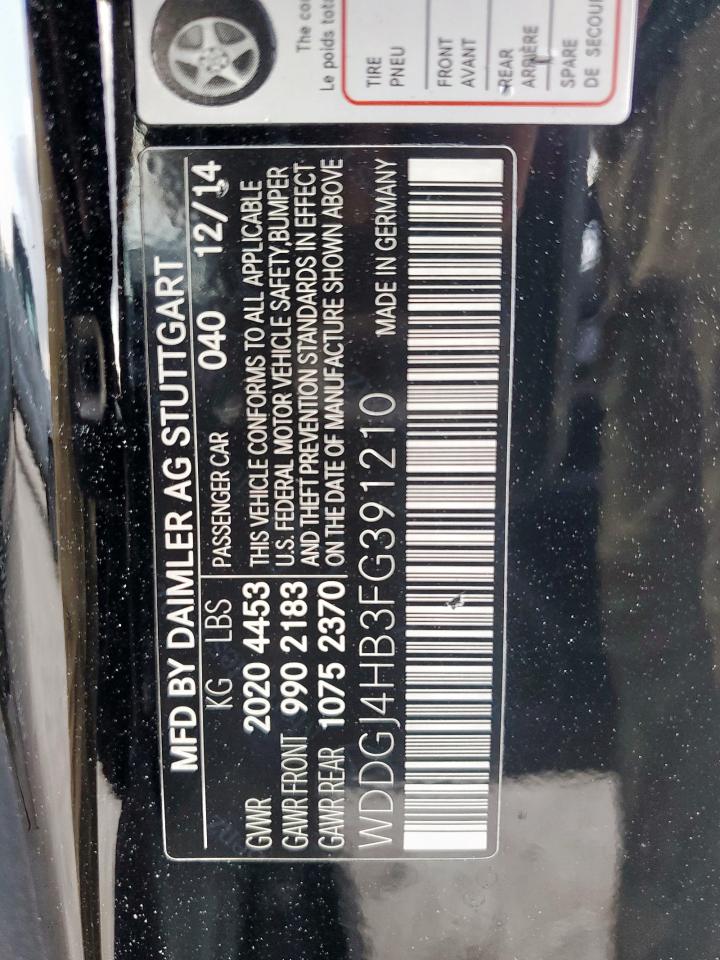 MFD BY DAIMLER AG STUTTGART
KG LBS PASSENGER CAR 040 12/14
GVWR 2020 4453 THIS VEHICLE CONFORMS TO ALL APPLICABLE
GAWR FRONT 990 2183 U.S. FEDERAL MOTOR VEHICLE SAFETY,BUMPER
GAWR REAR 1075 2370 AND THEFT PREVENTION STANDARDS IN EFFECT
ON THE DATE OF MANUFACTURE SHOWN ABOVE
WDDGJ4HB3FG391210 MADE IN GERMANY
The
Le poids
TIRE
PNEU
FRONT
AVANT
REAR
ARRIÈRE
SPARE
DE